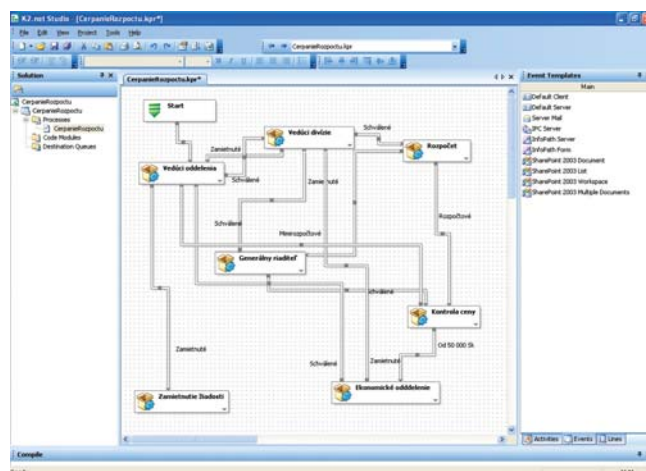 K2.net Studio - [CerpanieRozpoctu.kpr*]
File Edit View Project Tools Help
CerpanieRozpoctu.kpr
Solution
CerpanieRozpoctu
CerpanieRozpoctu
Processes
CerpanieRozpoctu
Code Modules
Destination Queues
CerpanieRozpoctu.kpr*
Start
Vedúci divízie
Schválené
Rozpočet
Zamietnuté
Vedúci oddelenia
Schválené
Zamietnuté
Schválené
Rozpočtové
Mimorozpočtové
Generálny riaditeľ
Schválené
Kontrola ceny
Od 50 000 Sk
Zamietnuté
Schválené
Zamietnuté
Zamietnutie žiadosti
Ekonomické odddelenie
Event Templates
Main
Default Client
Default Server
Server Mail
IPC Server
InfoPath Server
InfoPath Form
SharePoint 2003 Document
SharePoint 2003 List
SharePoint 2003 Workspace
SharePoint 2003 Multiple Documents
Activities Events Lines
Compile